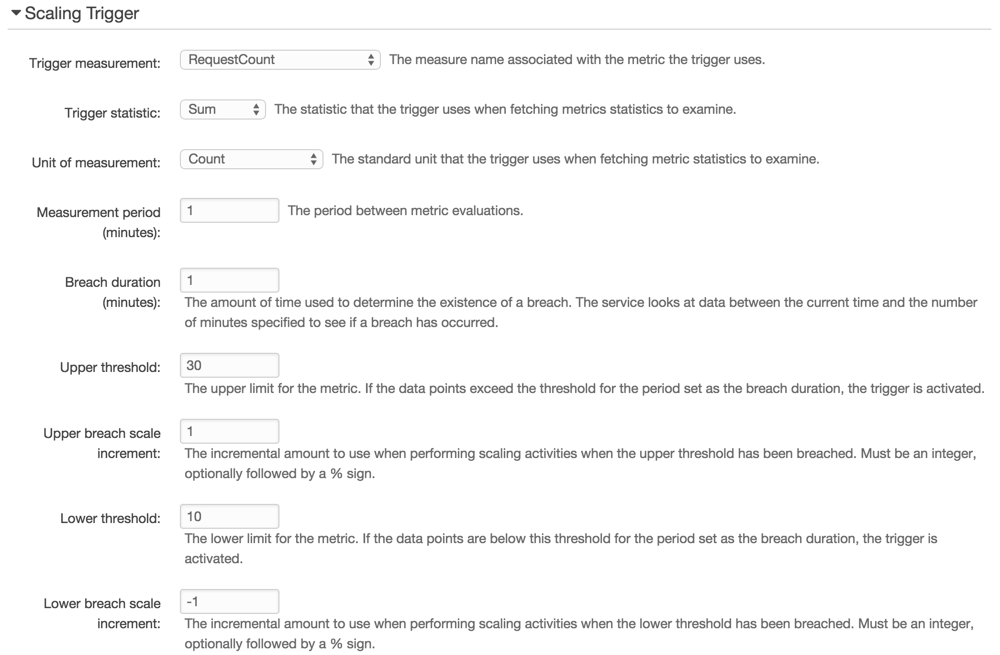 Scaling Trigger
Trigger measurement: RequestCount The measure name associated with the metric the trigger uses.
Trigger statistic: Sum The statistic that the trigger uses when fetching metrics statistics to examine.
Unit of measurement: Count The standard unit that the trigger uses when fetching metric statistics to examine.
Measurement period 1 The period between metric evaluations.
(minutes):
Breach duration 1
(minutes): The amount of time used to determine the existence of a breach. The service looks at data between the current time and the number
of minutes specified to see if a breach has occurred.
Upper threshold: 30
The upper limit for the metric. If the data points exceed the threshold for the period set as the breach duration, the trigger is activated.
Upper breach scale 1
increment: The incremental amount to use when performing scaling activities when the upper threshold has been breached. Must be an integer,
optionally followed by a % sign.
Lower threshold: 10
The lower limit for the metric. If the data points are below this threshold for the period set as the breach duration, the trigger is
activated.
Lower breach scale -1
increment: The incremental amount to use when performing scaling activities when the lower threshold has been breached. Must be an integer,
optionally followed by a % sign.